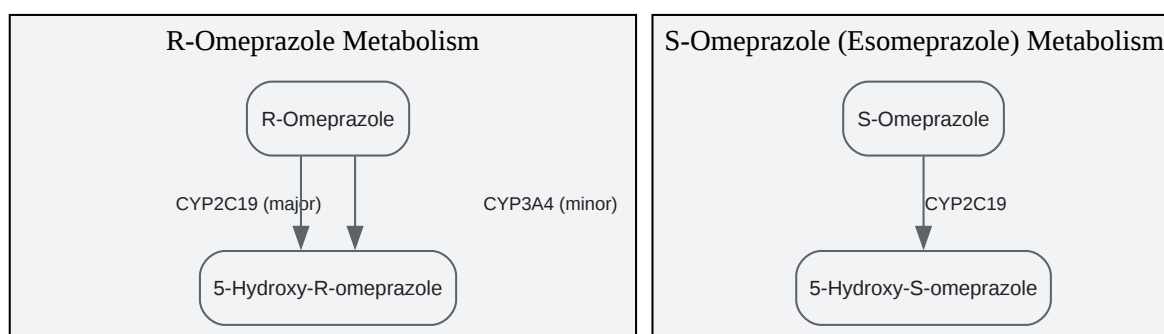 R-Omeprazole Metabolism
R-Omeprazole
CYP2C19 (major)
CYP3A4 (minor)
5-Hydroxy-R-omeprazole
S-Omeprazole (Esomeprazole) Metabolism
S-Omeprazole
CYP2C19
5-Hydroxy-S-omeprazole